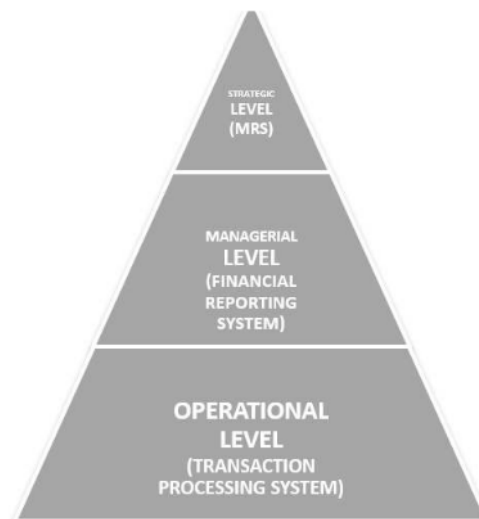 STRATEGIC
LEVEL
(MRS)
MANAGERIAL
LEVEL
(FINANCIAL
REPORTING
SYSTEM)
OPERATIONAL
LEVEL
(TRANSACTION
PROCESSING SYSTEM)